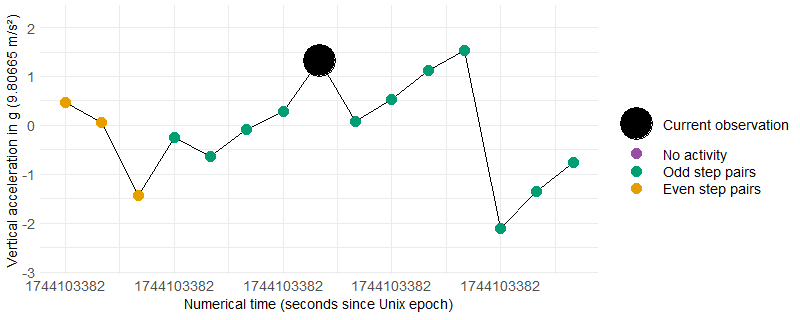 Vertical acceleration in g (9.80665 m/s²)
2
1
0
-1
-2
-3
1744103382 1744103382 1744103382 1744103382 1744103382
Numerical time (seconds since Unix epoch)
Current observation
No activity
Odd step pairs
Even step pairs